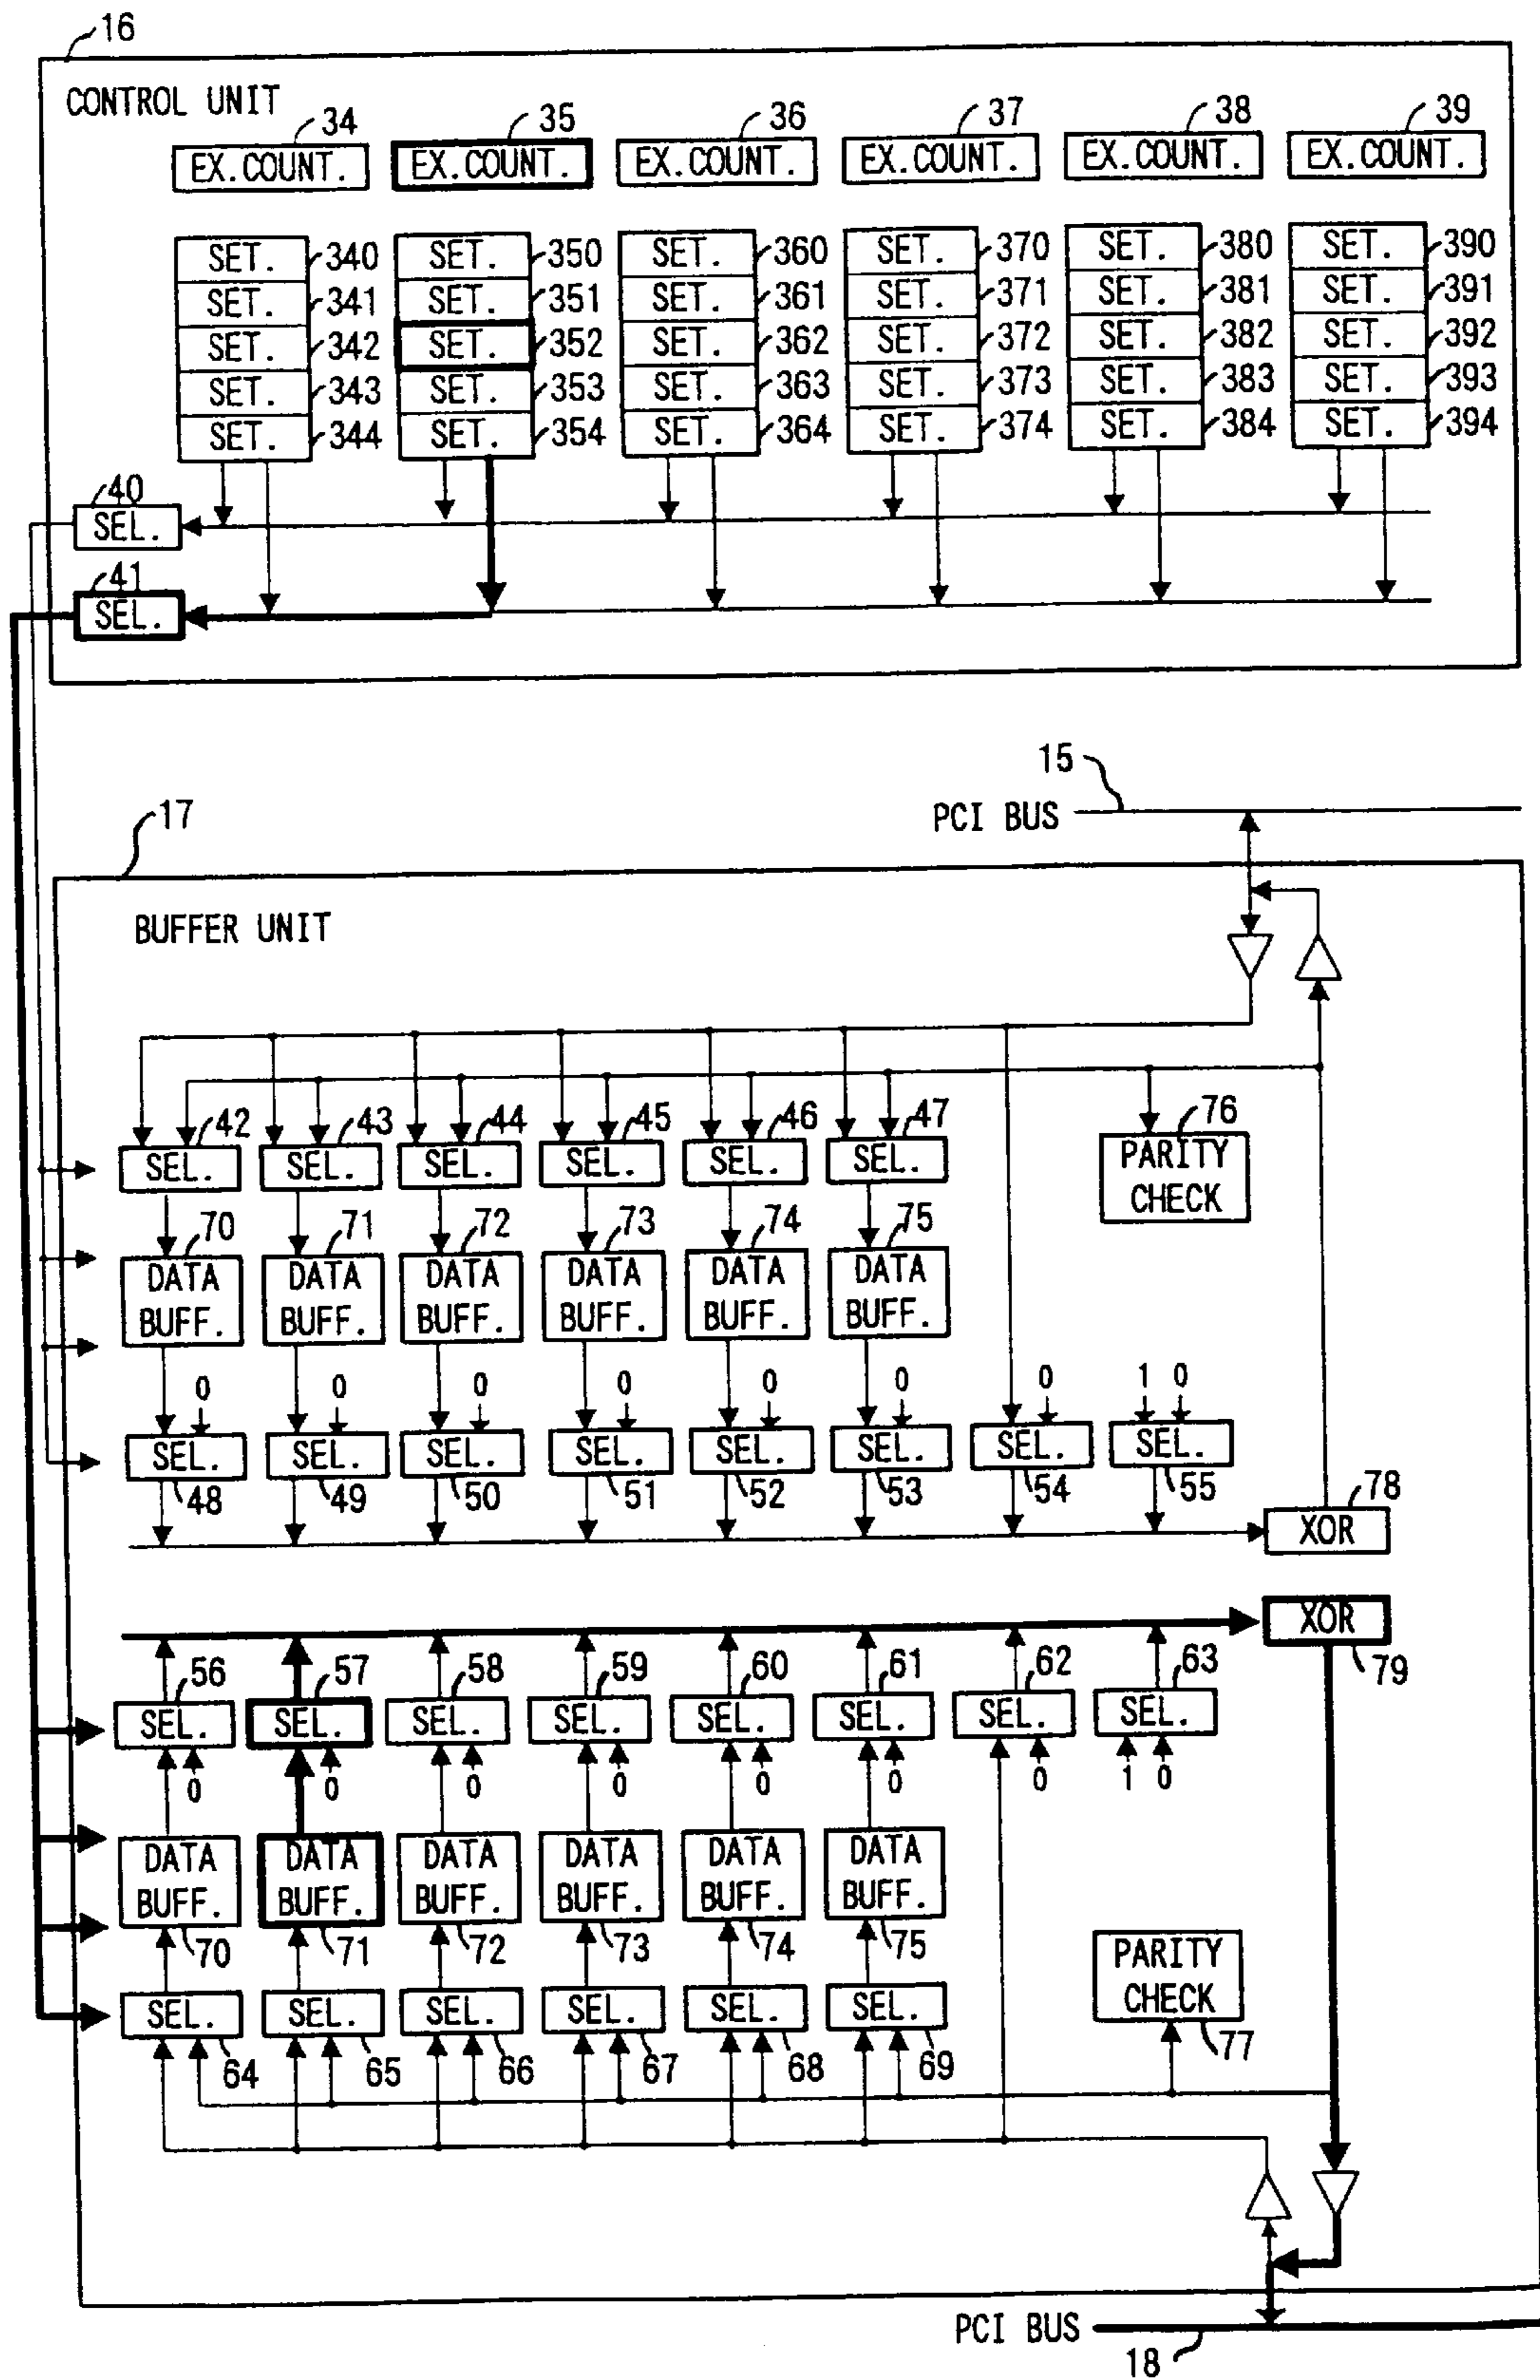 16
CONTROL UNIT
34 35 36 37 38 39
EX.COUNT. EX.COUNT. EX.COUNT. EX.COUNT. EX.COUNT. EX.COUNT.
SET. 340 SET. 350 SET. 360 SET. 370 SET. 380 SET. 390
SET. 341 SET. 351 SET. 361 SET. 371 SET. 381 SET. 391
SET. 342 SET. 352 SET. 362 SET. 372 SET. 382 SET. 392
SET. 343 SET. 353 SET. 363 SET. 373 SET. 383 SET. 393
SET. 344 SET. 354 SET. 364 SET. 374 SET. 384 SET. 394
40
SEL.
41
SEL.
15
PCI BUS
17
BUFFER UNIT
42 43 44 45 46 47 76
SEL. SEL. SEL. SEL. SEL. SEL. PARITY
CHECK
70 71 72 73 74 75
DATA DATA DATA DATA DATA DATA
BUFF. BUFF. BUFF. BUFF. BUFF. BUFF.
0 0 0 0 0 0 0 1 0
SEL. SEL. SEL. SEL. SEL. SEL. SEL. SEL.
48 49 50 51 52 53 54 55 78
XOR
XOR
56 57 58 59 60 61 62 63 79
SEL. SEL. SEL. SEL. SEL. SEL. SEL. SEL.
0 0 0 0 0 0 0 1 0
DATA DATA DATA DATA DATA DATA
BUFF. BUFF. BUFF. BUFF. BUFF. BUFF.
70 71 72 73 74 75 PARITY
CHECK
SEL. SEL. SEL. SEL. SEL. SEL.
64 65 66 67 68 69 77
PCI BUS
18